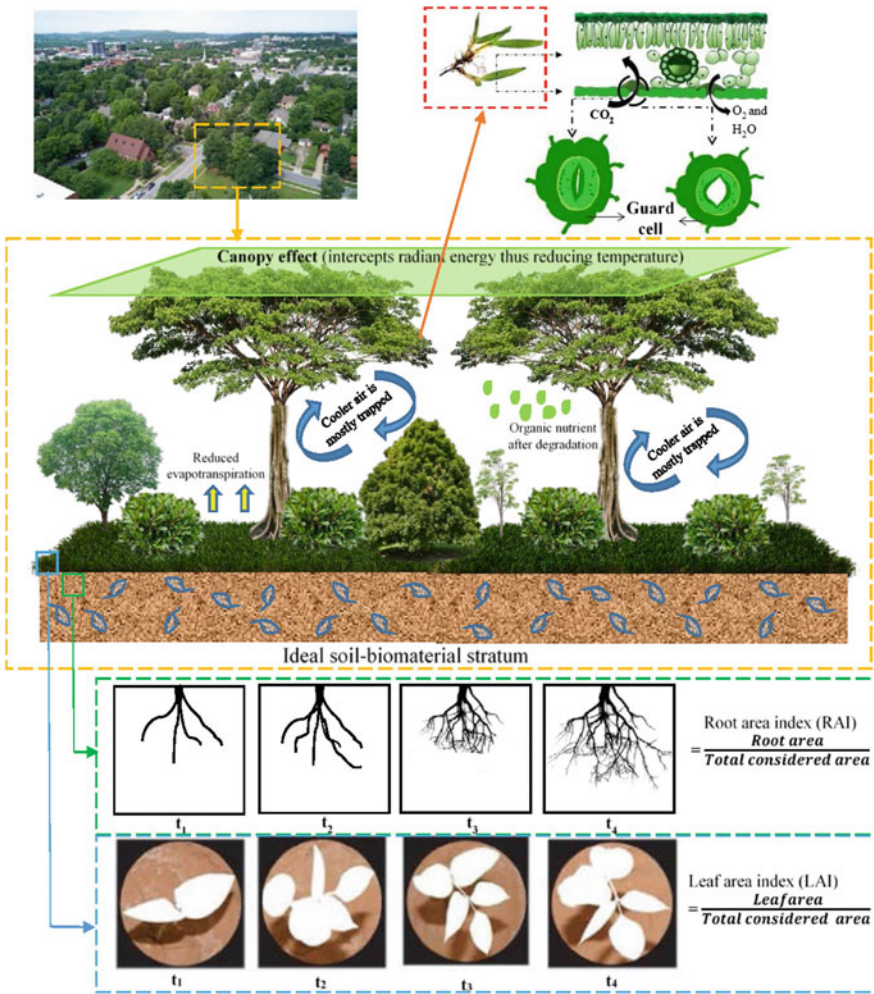 CO₂
O₂ and
H₂O
Guard
cell
Canopy effect (intercepts radiant energy thus reducing temperature)
Cooler air is
mostly trapped
Organic nutrient
after degradation
Cooler air is
mostly trapped
Reduced
evapotranspiration
Ideal soil-biomaterial stratum
Root area index (RAI)
= Root area
Total considered area
t₁
t₂
t₃
t₄
Leaf area index (LAI)
= Leaf area
Total considered area
t₁
t₂
t₃
t₄